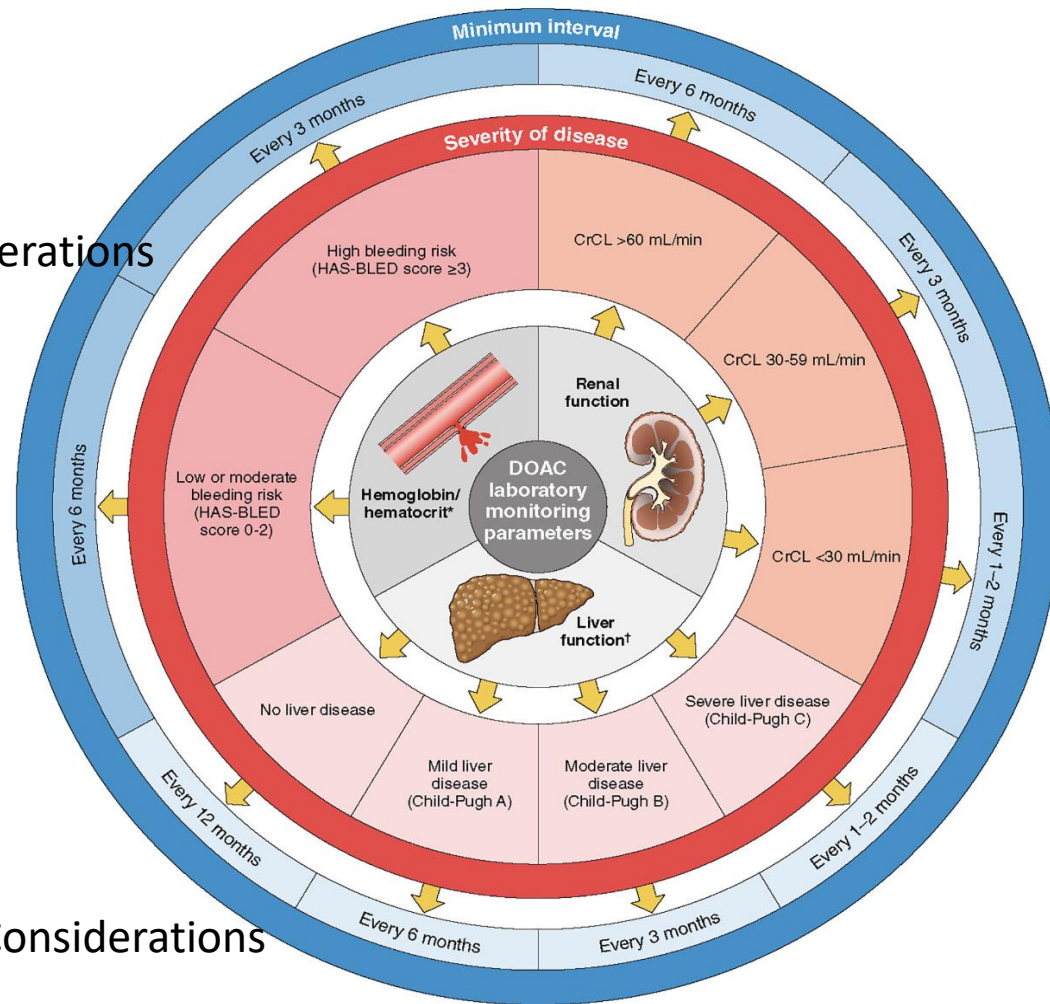 Minimum interval
Every 3 months
Every 6 months
Severity of disease
erations
High bleeding risk
(HAS-BLED score ≥3)
CrCL >60 mL/min
Every 3 months
CrCL 30-59 mL/min
Renal
function
DOAC
laboratory
monitoring
parameters
Hemoglobin/
hematocrit*
Low or moderate
bleeding risk
(HAS-BLED
score 0-2)
Every 6 months
CrCL <30 mL/min
Every 1–2 months
Liver
function†
No liver disease
Mild liver
disease
(Child-Pugh A)
Moderate liver
disease
(Child-Pugh B)
Severe liver disease
(Child-Pugh C)
Every 12 months
Every 6 months
Every 3 months
Every 1–2 months
onsiderations